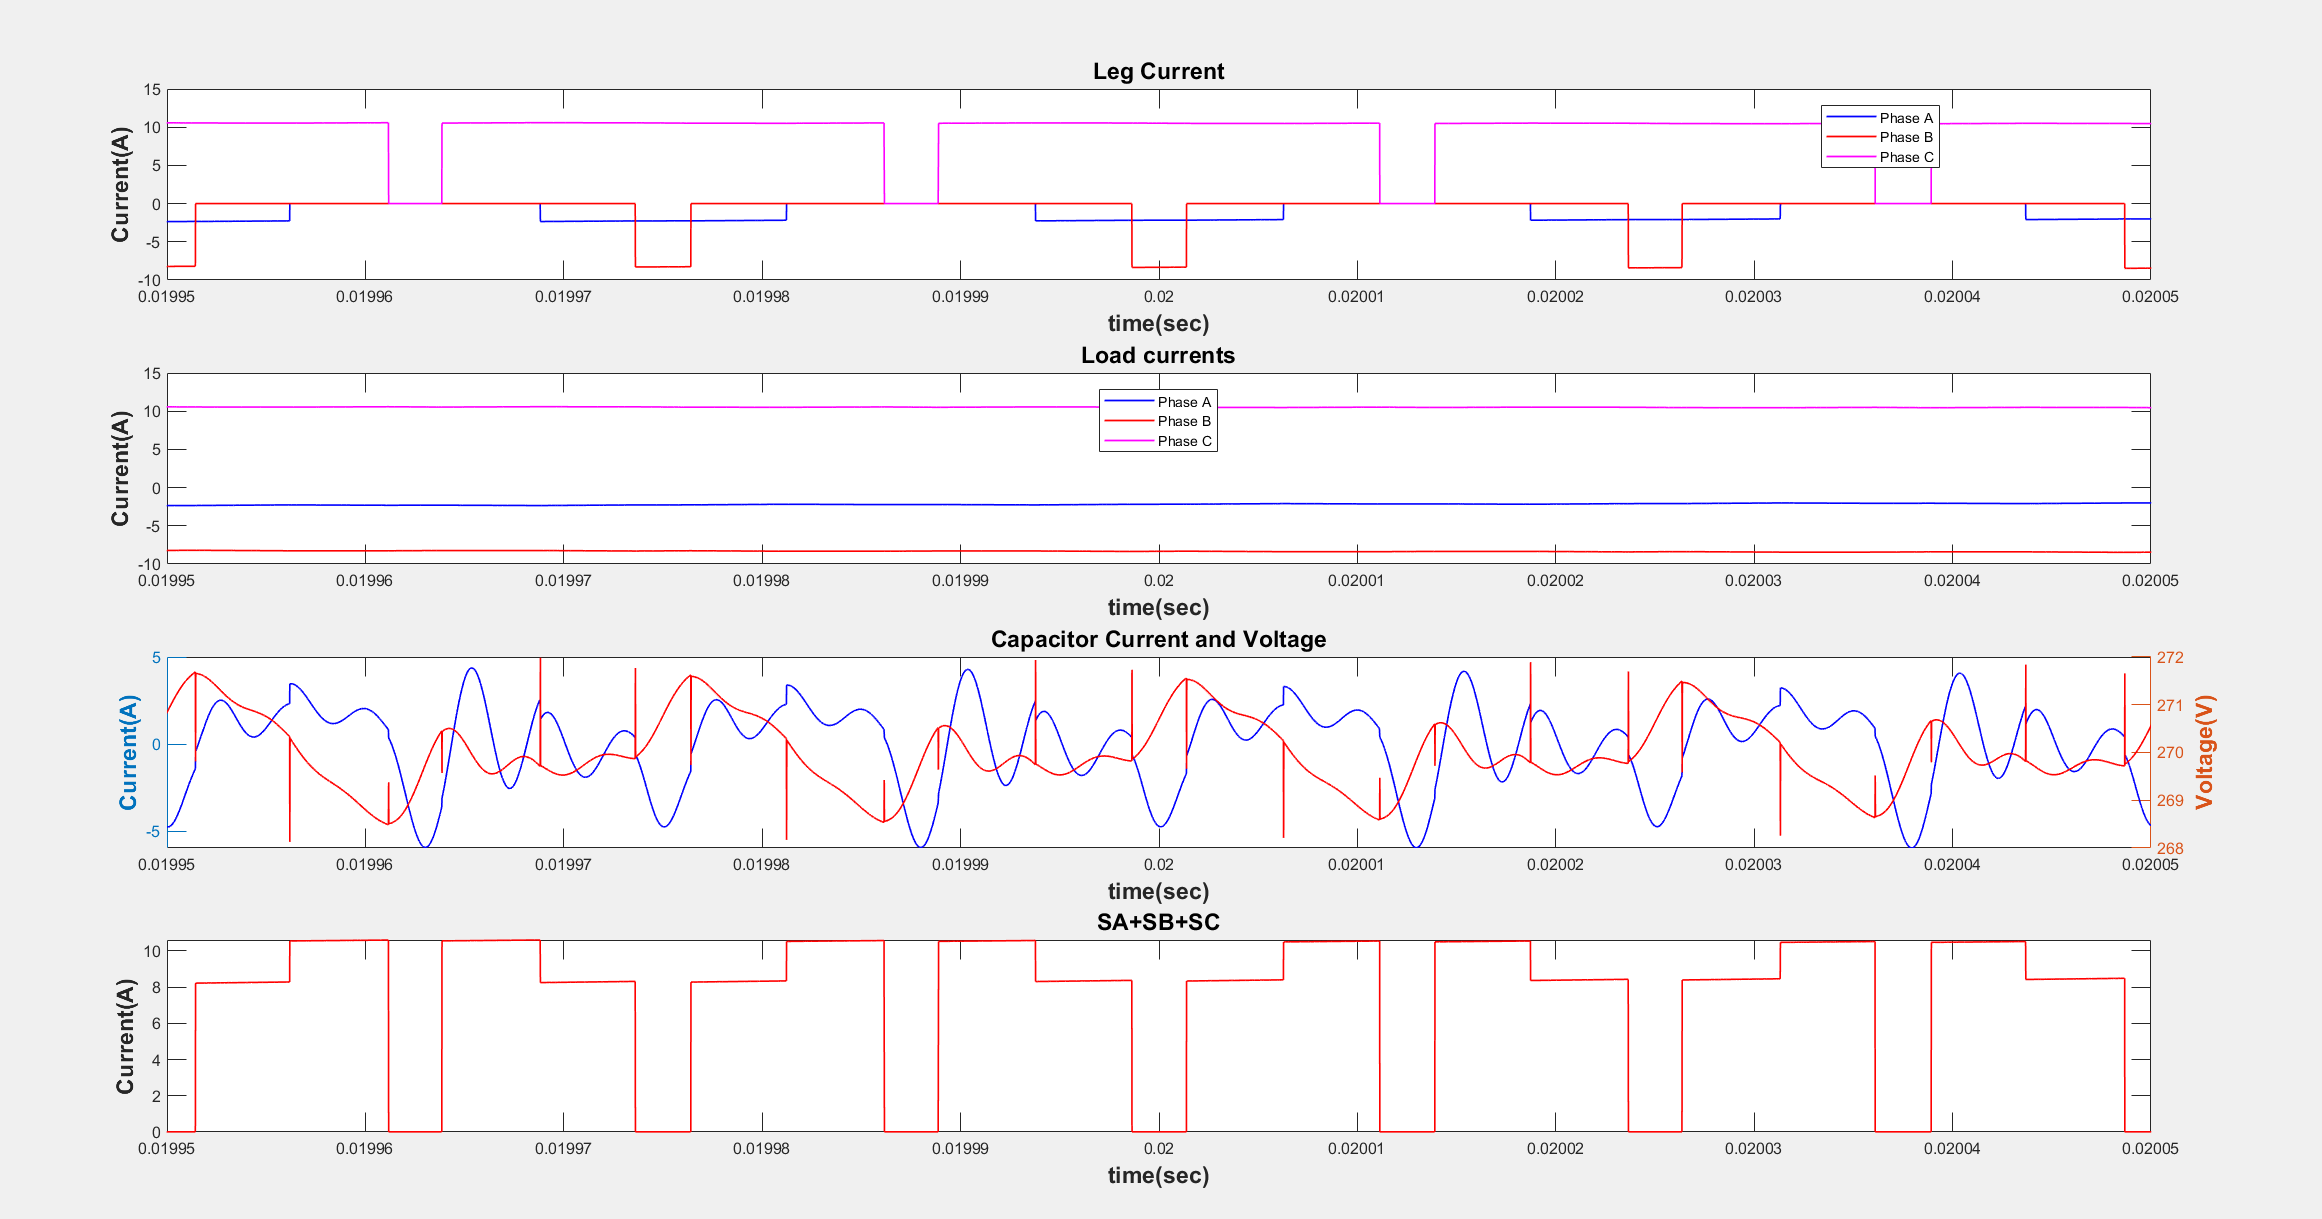 Leg Current
15
10
5
0
-5
-10
Current(A)
Phase A
Phase B
Phase C
0.01995 0.01996 0.01997 0.01998 0.01999 0.02 0.02001 0.02002 0.02003 0.02004 0.02005
time(sec)
Load currents
15
10
5
0
-5
-10
Current(A)
Phase A
Phase B
Phase C
0.01995 0.01996 0.01997 0.01998 0.01999 0.02 0.02001 0.02002 0.02003 0.02004 0.02005
time(sec)
Capacitor Current and Voltage
5
0
-5
Current(A)
272
271
270
269
268
Voltage(V)
0.01995 0.01996 0.01997 0.01998 0.01999 0.02 0.02001 0.02002 0.02003 0.02004 0.02005
time(sec)
SA+SB+SC
10
8
6
4
2
0
Current(A)
0.01995 0.01996 0.01997 0.01998 0.01999 0.02 0.02001 0.02002 0.02003 0.02004 0.02005
time(sec)